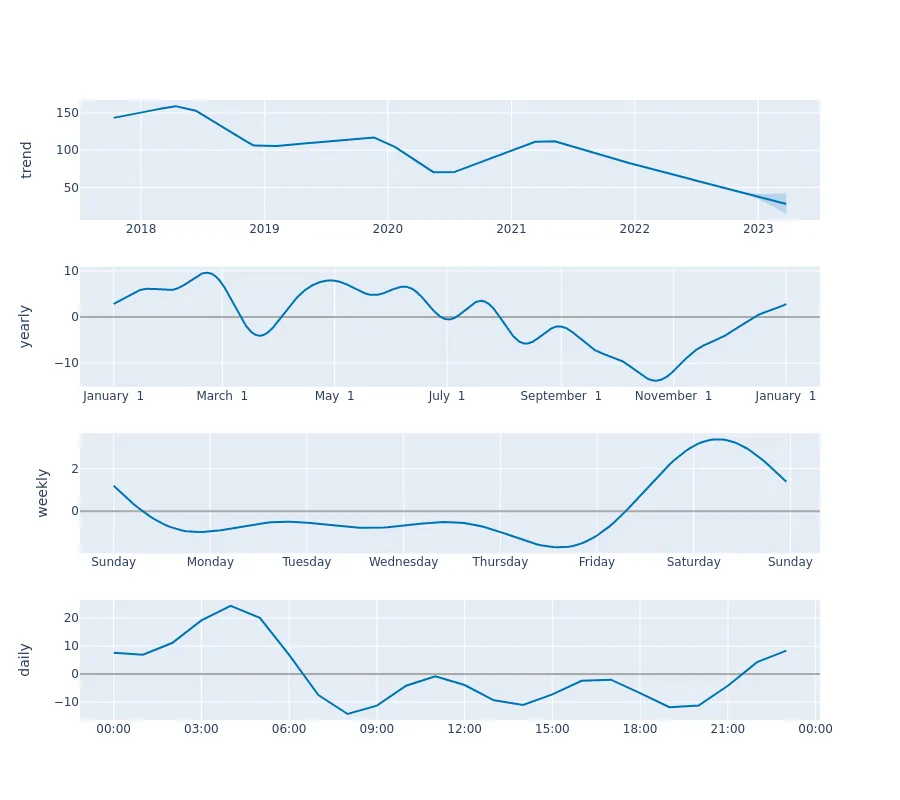 trend
150
100
50
2018 2019 2020 2021 2022 2023
yearly
10
0
−10
January 1 March 1 May 1 July 1 September 1 November 1 January 1
weekly
2
0
Sunday Monday Tuesday Wednesday Thursday Friday Saturday Sunday
daily
20
10
0
−10
00:00 03:00 06:00 09:00 12:00 15:00 18:00 21:00 00:00